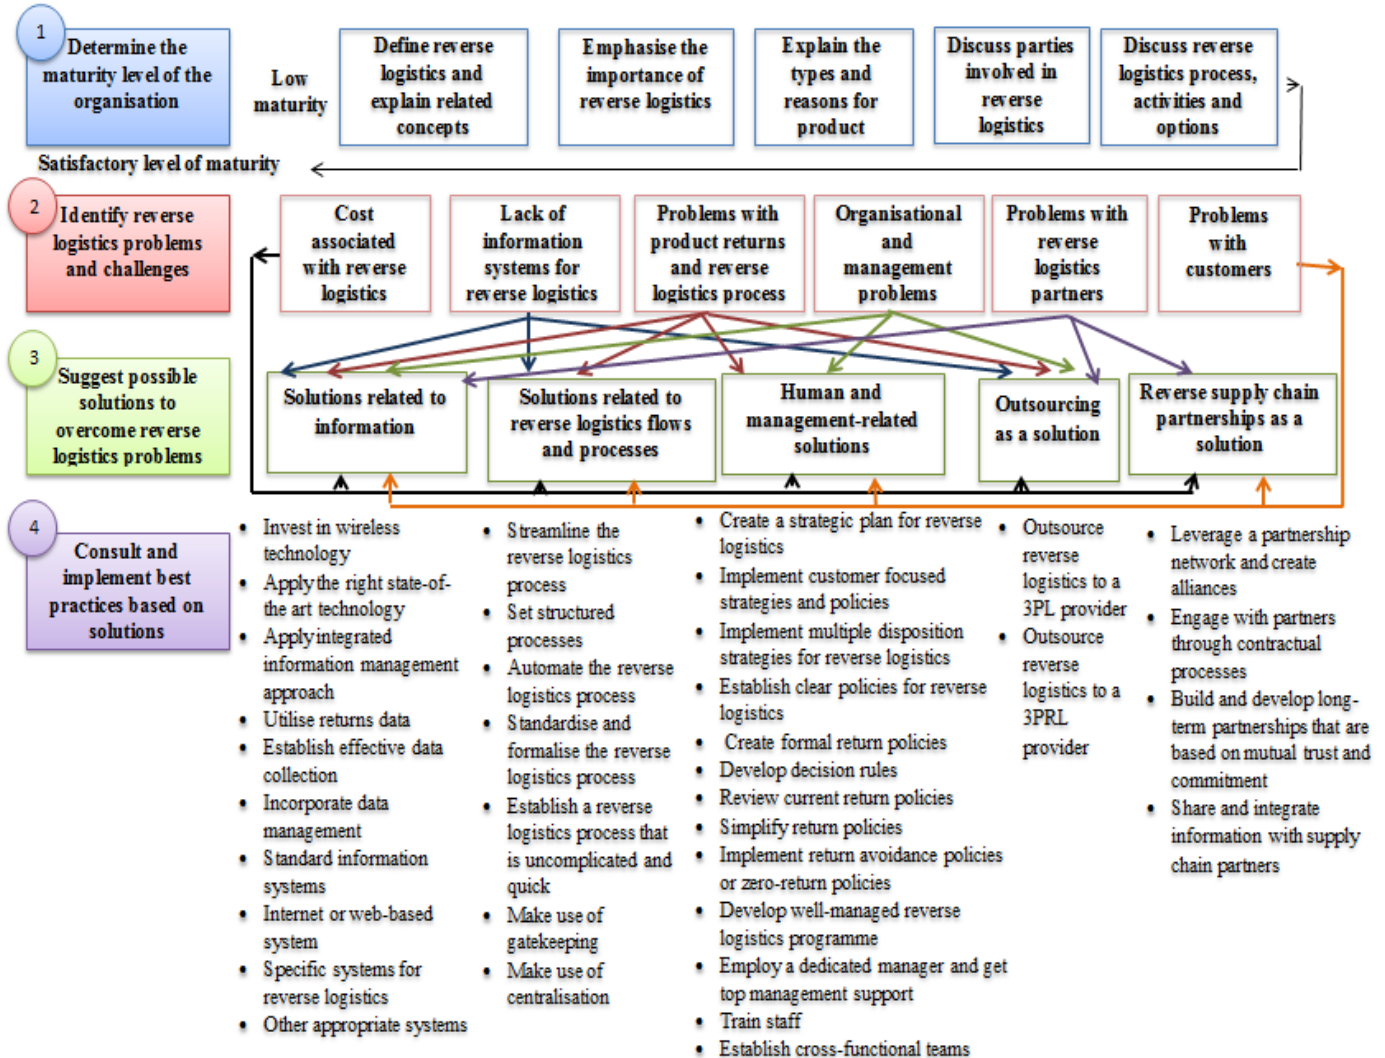 1
Determine the
maturity level of the
organisation
Low
maturity
Define reverse
logistics and
explain related
concepts
Emphasise the
importance of
reverse logistics
Explain the
types and
reasons for
product
Discuss parties
involved in
reverse
logistics
Discuss reverse
logistics process,
activities and
options
Satisfactory level of maturity
2
Identify reverse
logistics problems
and challenges
Cost
associated
with reverse
logistics
Lack of
information
systems for
reverse logistics
Problems with
product returns
and reverse
logistics process
Organisational
and
management
problems
Problems with
reverse
logistics
partners
Problems
with
customers
3
Suggest possible
solutions to
overcome reverse
logistics problems
Solutions related to
information
Solutions related to
reverse logistics flows
and processes
Human and
management-related
solutions
Outsourcing
as a solution
Reverse supply chain
partnerships as a
solution
4
Consult and
implement best
practices based on
solutions
• Invest in wireless
technology
• Apply the right state-of-
the art technology
• Apply integrated
information management
approach
• Utilise returns data
• Establish effective data
collection
• Incorporate data
management
• Standard information
systems
• Internet or web-based
system
• Specific systems for
reverse logistics
• Other appropriate systems
• Streamline the
reverse logistics
process
• Set structured
processes
• Automate the reverse
logistics process
• Standardise and
formalise the reverse
logistics process
• Establish a reverse
logistics process that
is uncomplicated and
quick
• Make use of
gatekeeping
• Make use of
centralisation
• Create a strategic plan for reverse
logistics
• Implement customer focused
strategies and policies
• Implement multiple disposition
strategies for reverse logistics
• Establish clear policies for reverse
logistics
• Create formal return policies
• Develop decision rules
• Review current return policies
• Simplify return policies
• Implement return avoidance policies
or zero-return policies
• Develop well-managed reverse
logistics programme
• Employ a dedicated manager and get
top management support
• Train staff
• Establish cross-functional teams
• Outsource
reverse
logistics to a
3PL provider
• Outsource
reverse
logistics to a
3PRL
provider
• Leverage a partnership
network and create
alliances
• Engage with partners
through contractual
processes
• Build and develop long-
term partnerships that are
based on mutual trust and
commitment
• Share and integrate
information with supply
chain partners